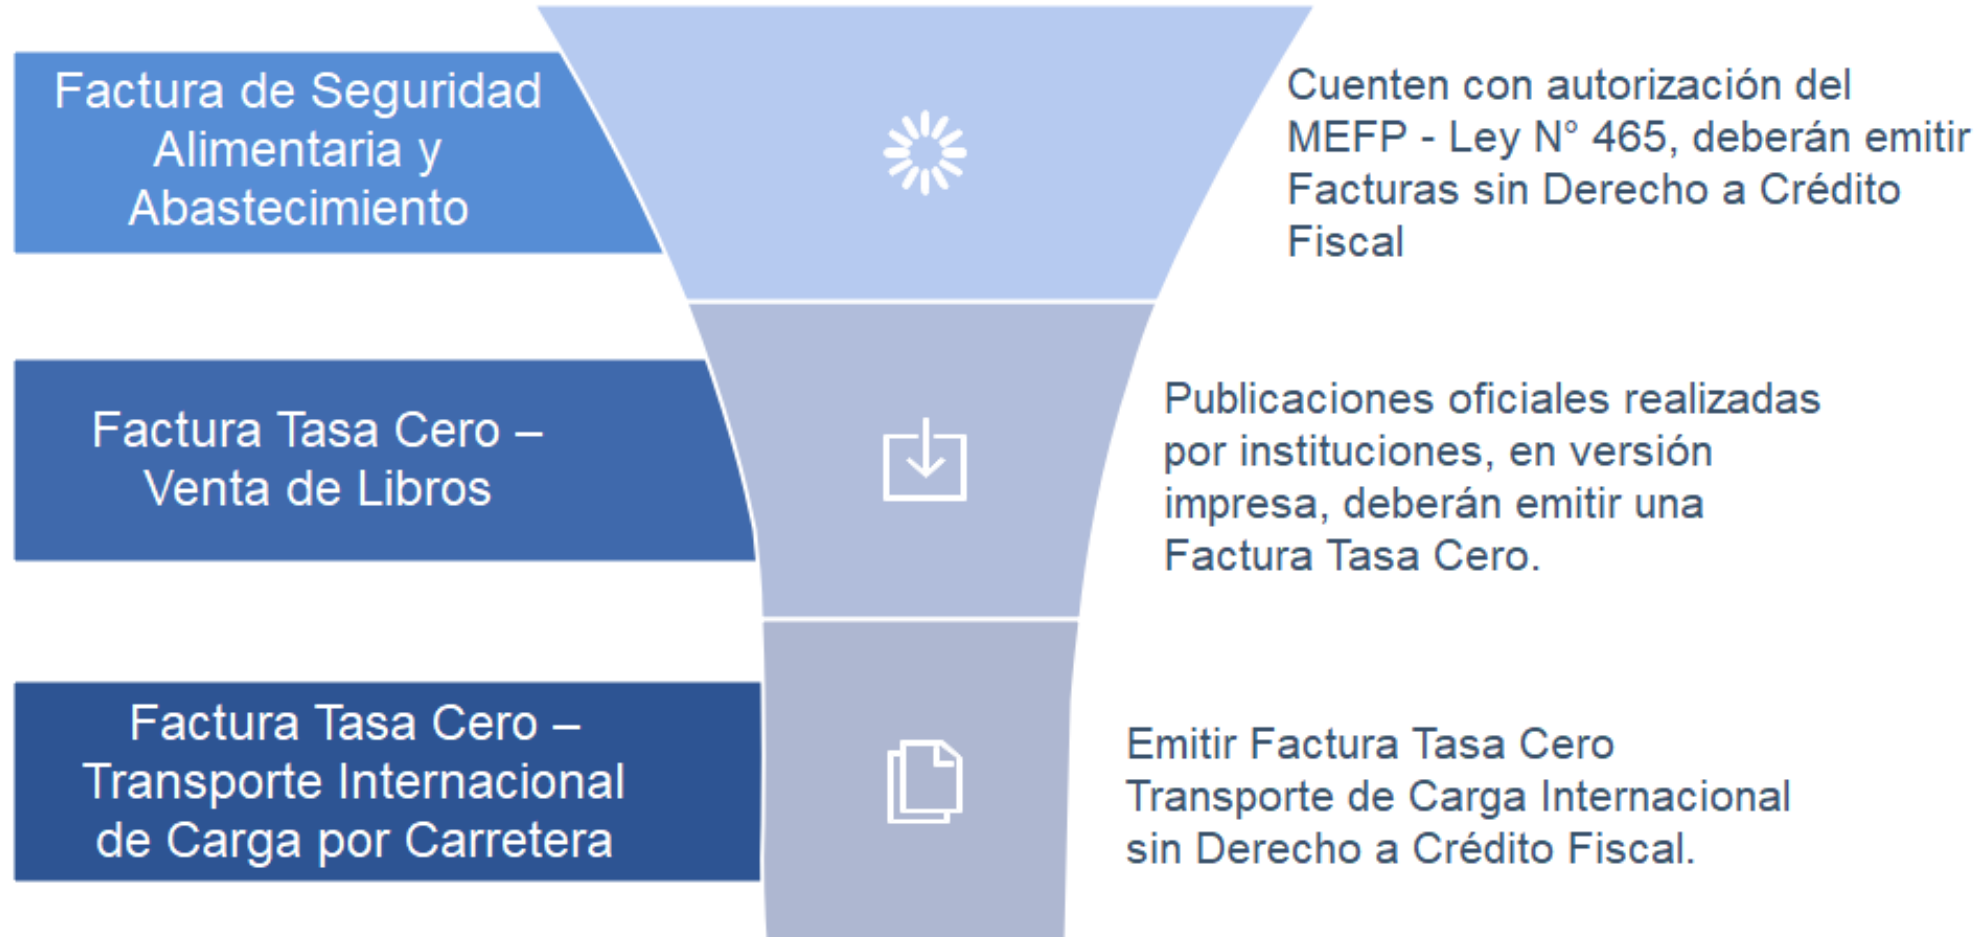 Factura de Seguridad
Alimentaria y
Abastecimiento
Cuenten con autorización del
MEFP - Ley N° 465, deberán emitir
Facturas sin Derecho a Crédito
Fiscal
Factura Tasa Cero –
Venta de Libros
Publicaciones oficiales realizadas
por instituciones, en versión
impresa, deberán emitir una
Factura Tasa Cero.
Factura Tasa Cero –
Transporte Internacional
de Carga por Carretera
Emitir Factura Tasa Cero
Transporte de Carga Internacional
sin Derecho a Crédito Fiscal.